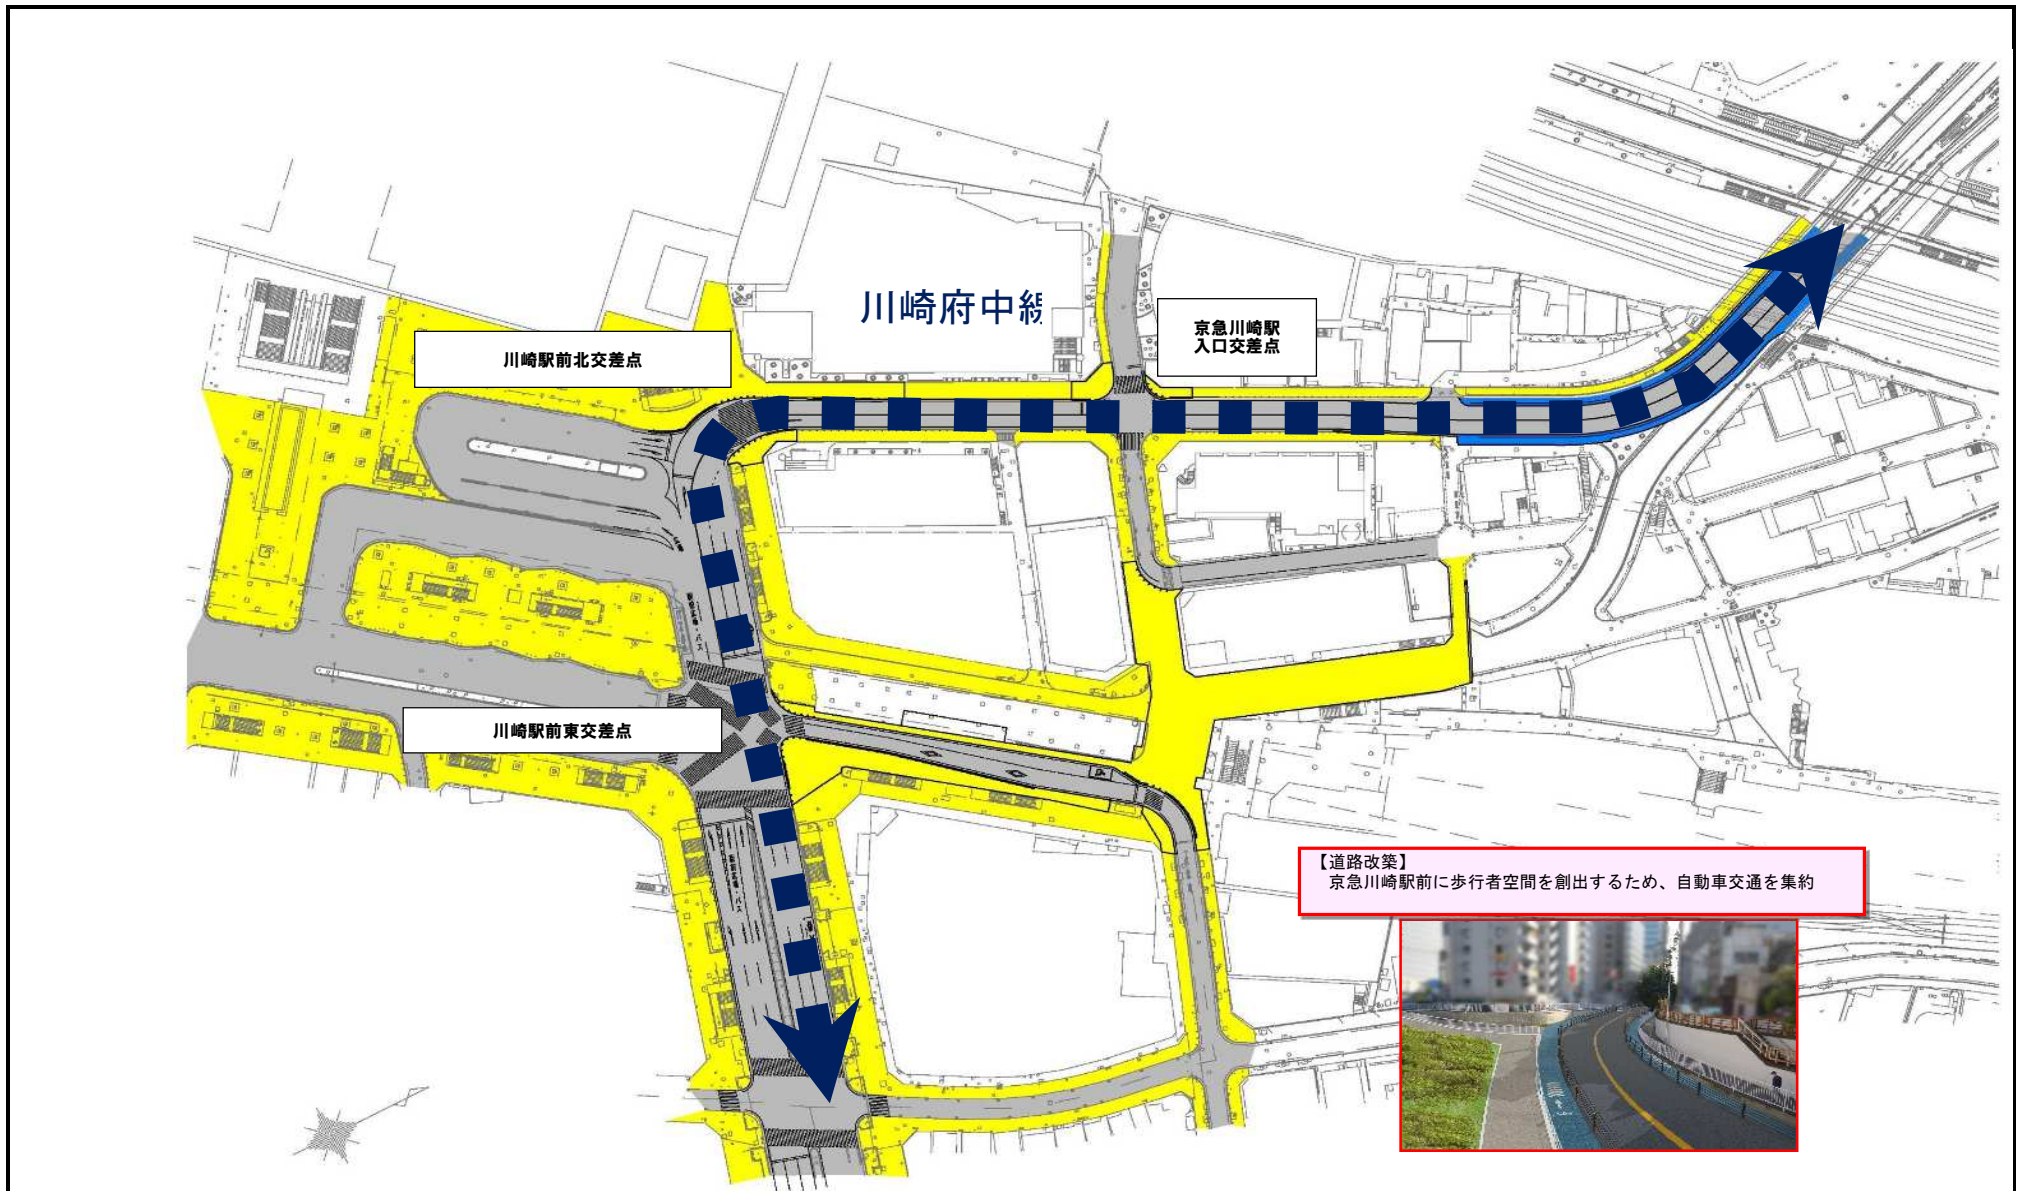 川崎府中線
川崎駅前北交差点
京急川崎駅
入口交差点
川崎駅前東交差点
【道路改築】
京急川崎駅前に歩行者空間を創出するため、自動車交通を集約